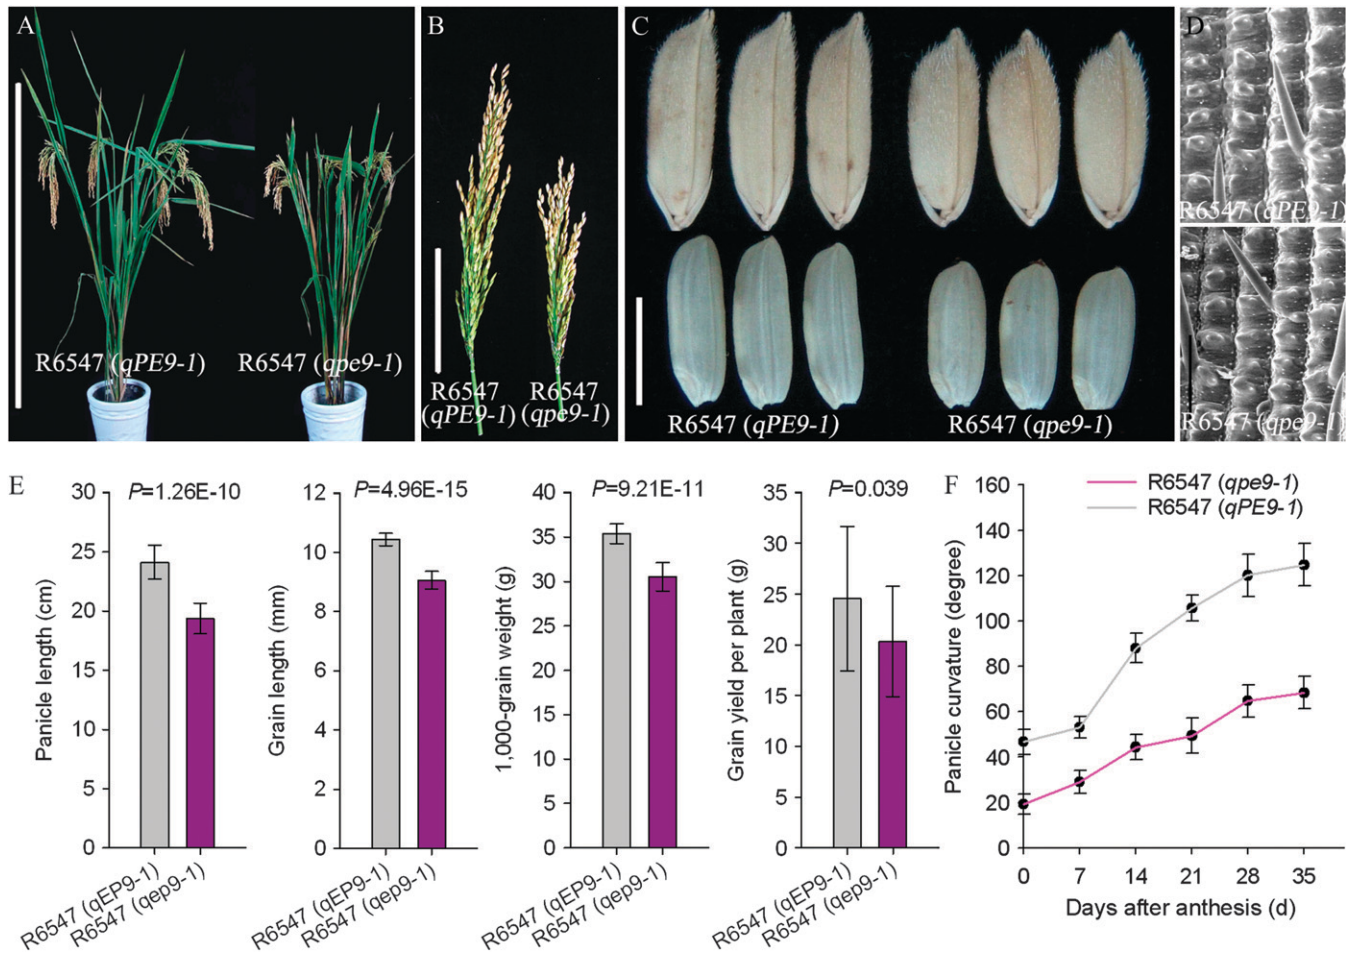 A
R6547 (qPE9-1)
R6547 (qpe9-1)
B
R6547
(qPE9-1)
R6547
(qpe9-1)
C
R6547 (qPE9-1)
R6547 (qpe9-1)
D
R6547 (qPE9-1)
R6547 (qpe9-1)
E
Panicle length (cm)
P=1.26E-10
30
25
20
15
10
5
0
R6547 (qEP9-1)
R6547 (qep9-1)
Grain length (mm)
P=4.96E-15
12
10
8
6
4
2
0
R6547 (qEP9-1)
R6547 (qep9-1)
1,000-grain weight (g)
P=9.21E-11
40
35
30
25
20
15
10
5
0
R6547 (qEP9-1)
R6547 (qep9-1)
Grain yield per plant (g)
P=0.039
35
30
25
20
15
10
5
0
R6547 (qEP9-1)
R6547 (qep9-1)
F
R6547 (qpe9-1)
R6547 (qPE9-1)
Panicle curvature (degree)
160
140
120
100
80
60
40
20
0
0 7 14 21 28 35
Days after anthesis (d)